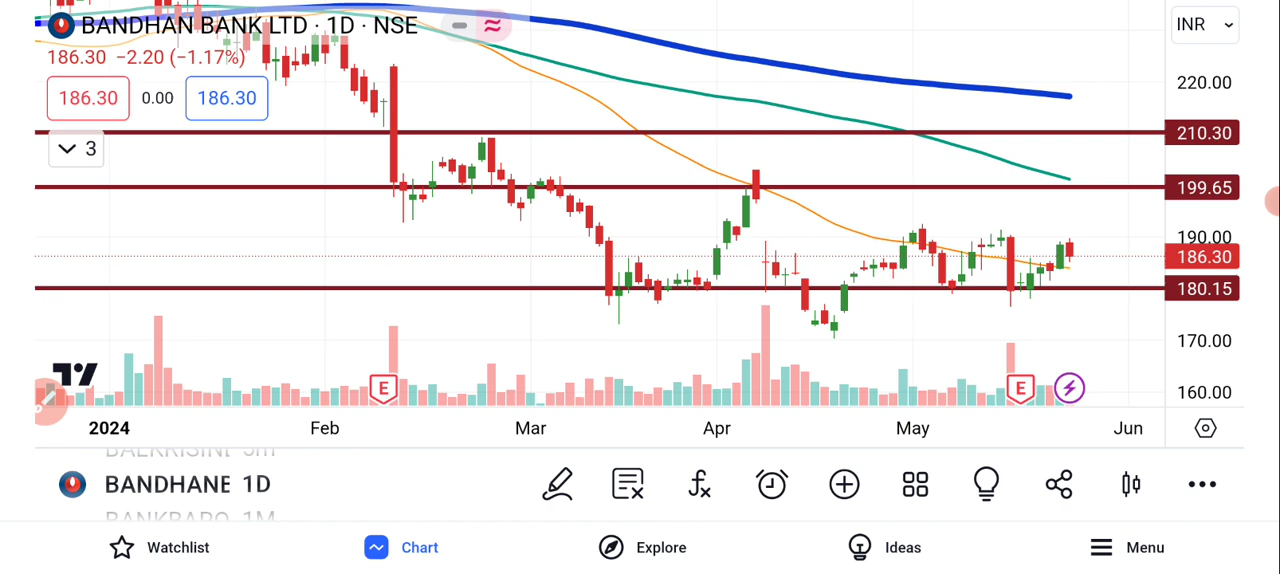 BANDHAN BANK LTD · 1D · NSE
INR
186.30 −2.20 (−1.17%)
186.30 0.00 186.30
3
220.00
210.30
199.65
190.00
186.30
180.15
170.00
160.00
E E
2024 Feb Mar Apr May Jun
BANDHANE 1D
Watchlist Chart Explore Ideas Menu